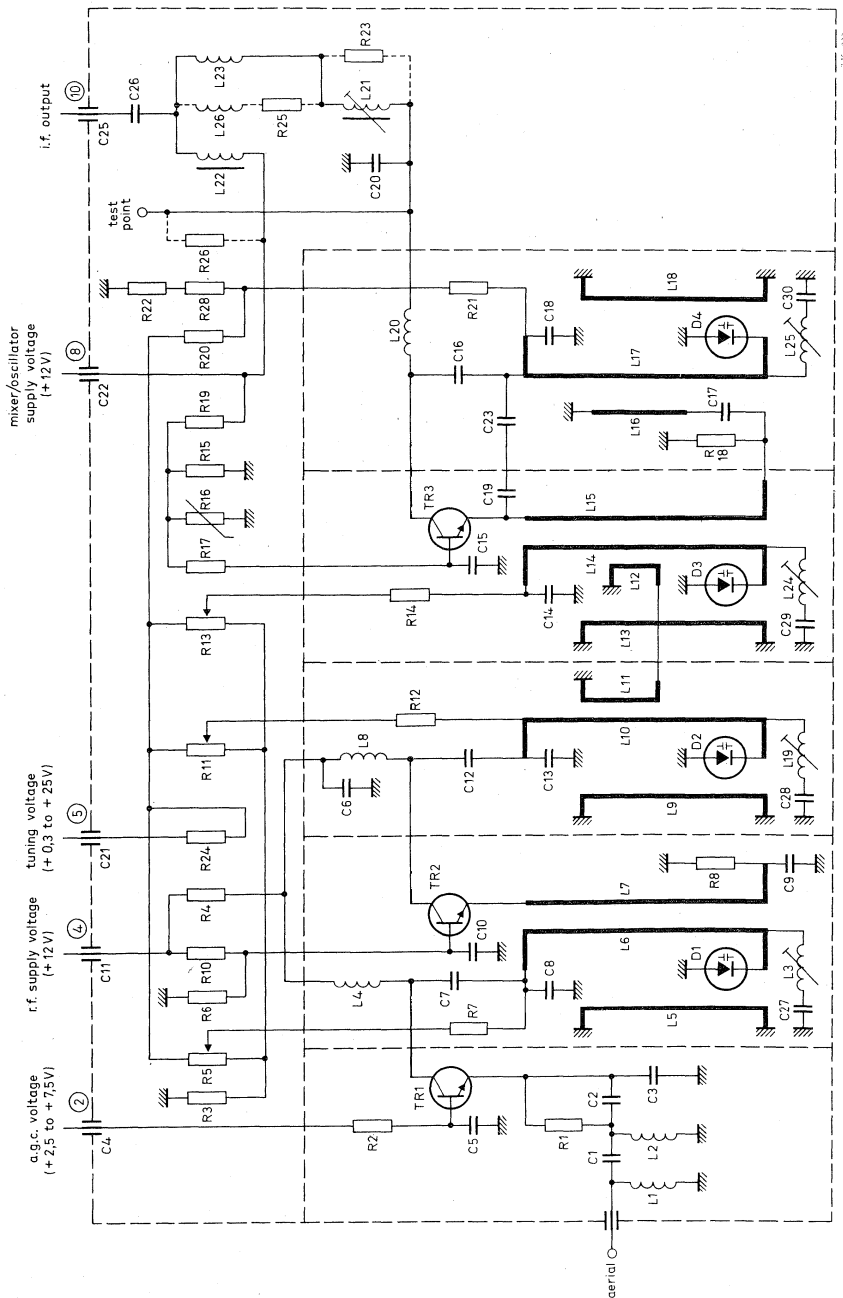 a.g.c. voltage
(+ 2,5 to + 7,5V)
2
C4
r.f. supply voltage
(+12V)
4
C11
tuning voltage
(+ 0,3 to + 25V)
5
C21
mixer/oscillator
supply voltage
(+12V)
8
C22
i.f. output
10
C25
C26
R3
R5
R6
R10
R4
R24
R11
R13
R17
R16
R15
R19
R20
R28
R22
R26
test
point
L22
L26
L23
R25
L21
R23
C20
R2
TR1
C5
L4
C7
R7
C8
TR2
C10
C6
L8
C12
C13
R12
R14
C14
TR3
C15
C19
C23
C16
L20
R21
C18
aerial
L1
C1
L2
R1
C2
C3
L5
L6
D1
C27
L3
L7
R8
C9
L9
L10
D2
C28
L19
L11
L12
L13
L14
D3
C29
L24
L15
R
18
L16
C17
L17
D4
L18
L25
C30